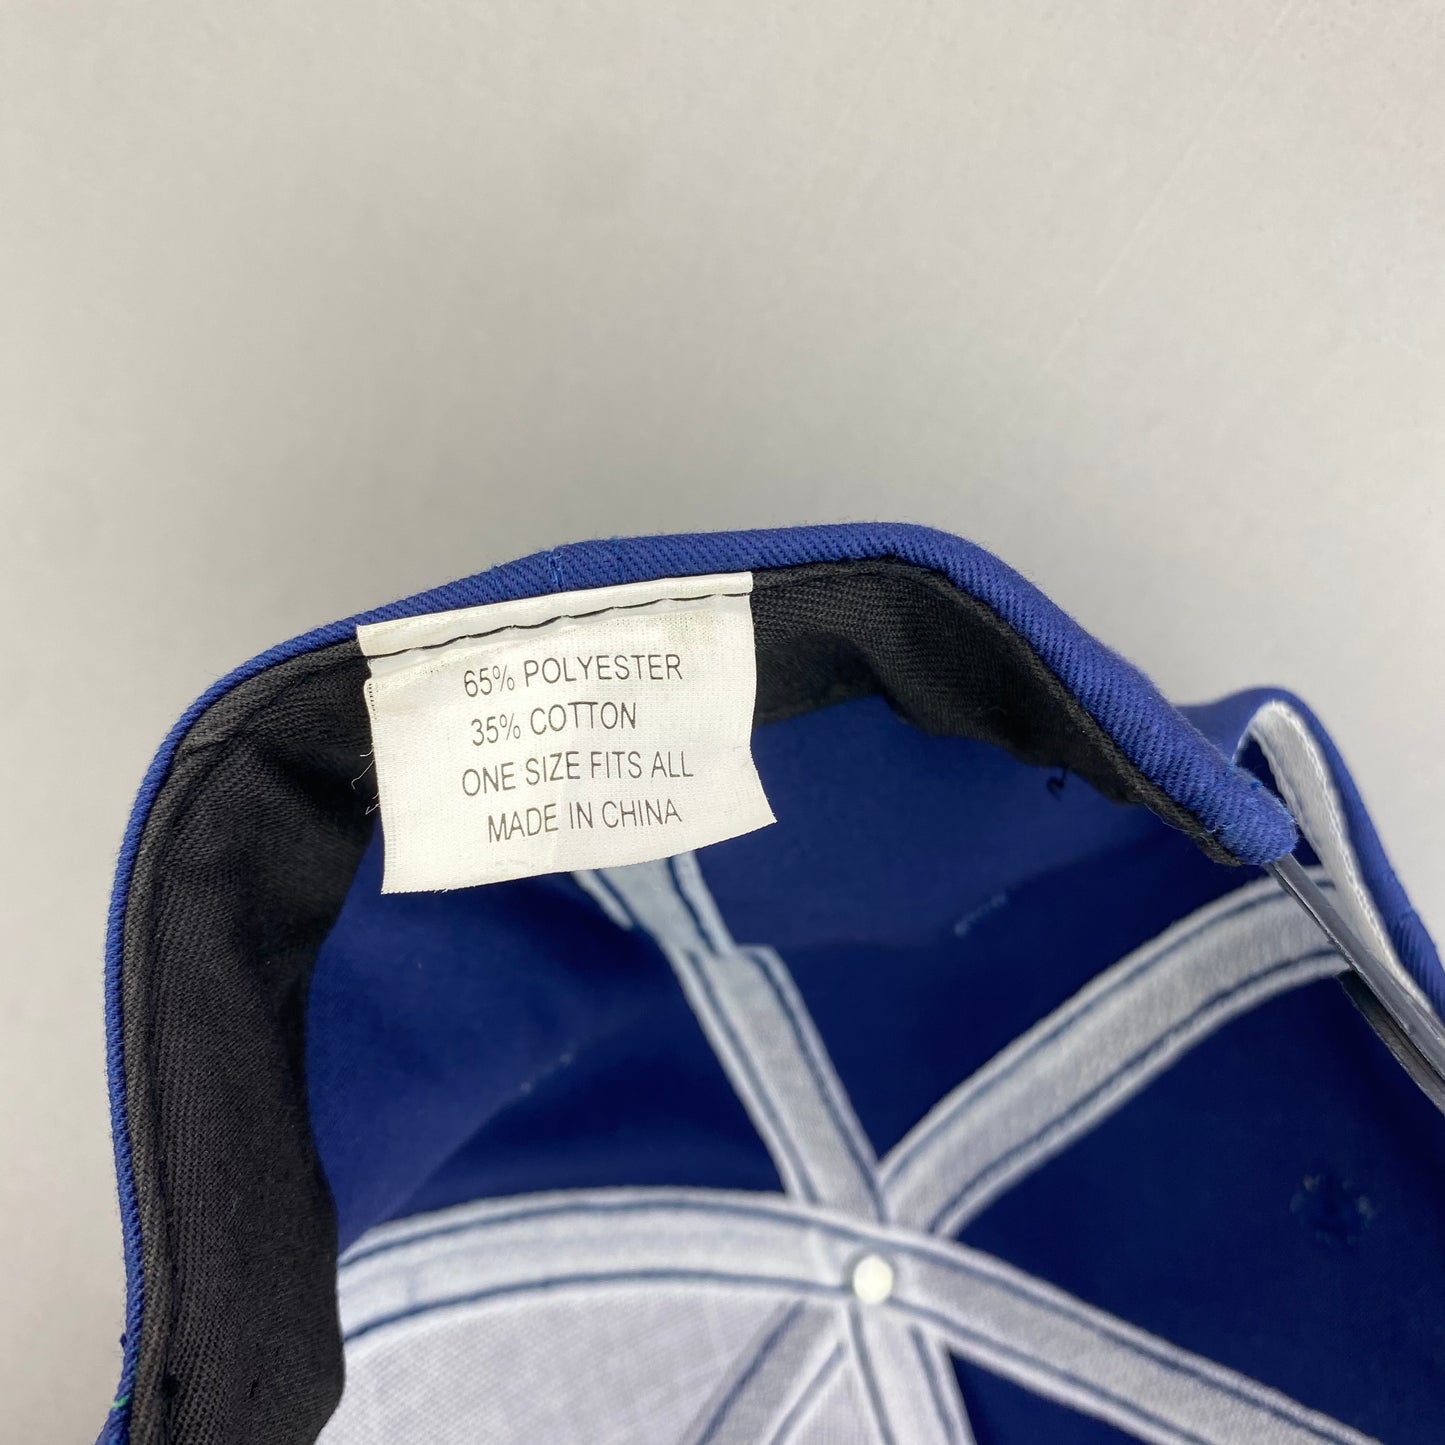 65% POLYESTER
35% COTTON
ONE SIZE FITS ALL
MADE IN CHINA